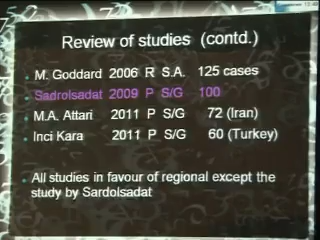 Review of studies (contd.)
M. Goddard 2006 R S.A. 125 cases
Sadrolsadat 2009 P S/G 100
M.A. Attari 2011 P S/G 72 (Iran)
Inci Kara 2011 P S/G 60 (Turkey)
All studies in favour of regional except the
study by Sardolsadat